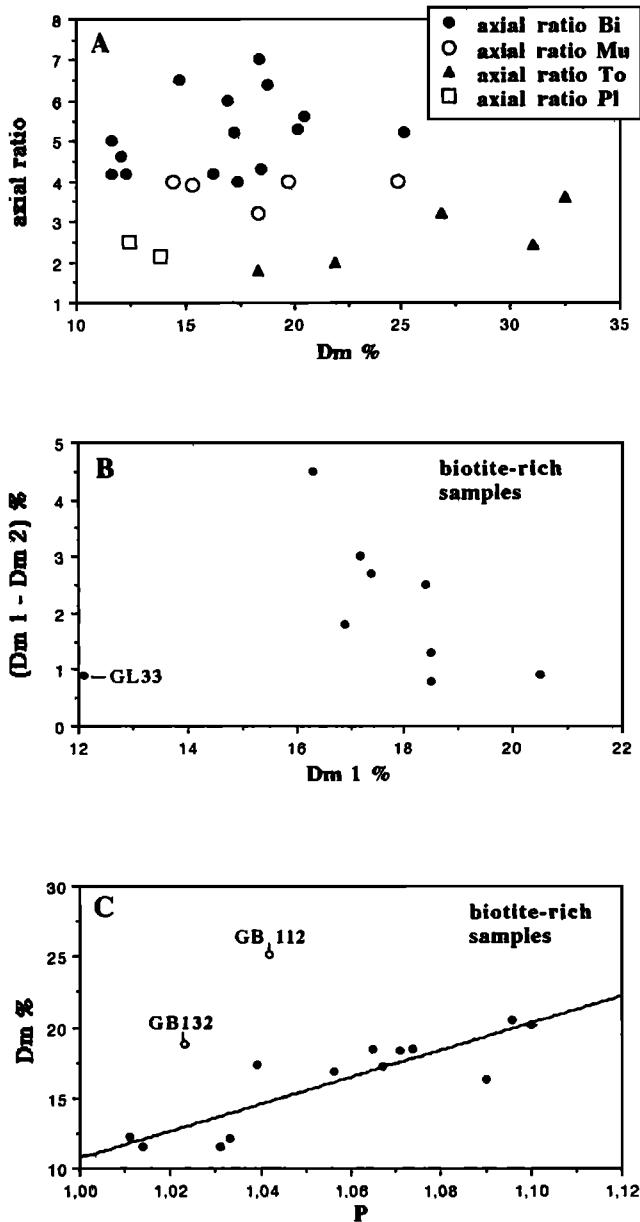 A
axial ratio Bi
axial ratio Mu
axial ratio To
axial ratio Pl
8
7
6
5
4
3
2
1
axial ratio
10 15 20 25 30 35
Dm %
B
biotite-rich
samples
5
4
3
2
1
0
(Dm 1 - Dm 2) %
GL33
12 14 16 18 20 22
Dm 1 %
C
biotite-rich
samples
GB 112
GB132
30
25
20
15
10
Dm %
1,00 1,02 1,04 1,06 1,08 1,10 1,12
P